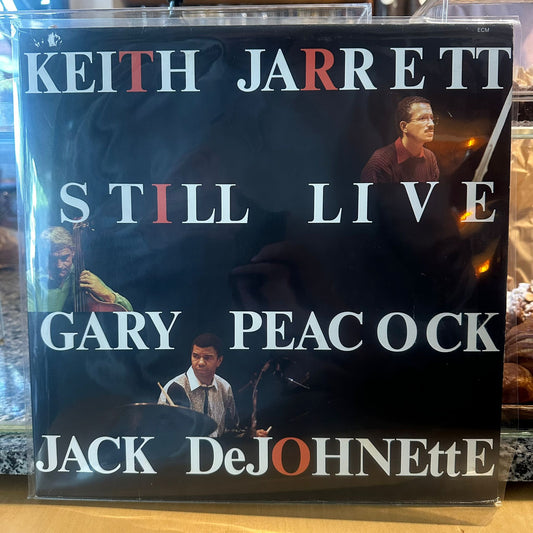 ECM
KEITH JARRETT
STILL LIVE
GARY PEACOCK
JACK DeJOHNEttE